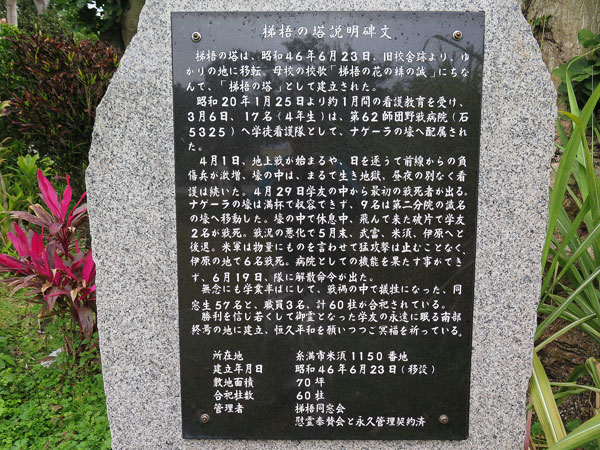 梯梧の塔説明碑文
梯梧の塔は、昭和46年6月23日、旧校舎跡より、ゆ
かりの地に移転、母校の校歌「梯梧の花の緋の誠」にちな
んで、「梯梧の塔」として建立された。
昭和20年1月25日より約1月間の看護教育を受け、
3月6日、17名(4年生)は、第62師団野戦病院(石
5325)へ学徒看護隊として、ナゲーラの壕へ配属され
た。
4月1日、地上戦が始まるや、日を逐うて前線からの負
傷兵が激増、壕の中は、まるで生き地獄、昼夜の別なく看
護は続いた。4月29日学友の中から最初の戦死者が出る。
ナゲーラの壕は満杯で収容できず、9名は第二分院の識名
の壕へ移動した。壕の中で休息中、飛んで来た破片で学友
2名が戦死。戦況の悪化で5月末、武富、米須、伊原へと
後退。米軍は物量にものを言わせて猛攻撃は止むことなく、
伊原の地で6名戦死。病院としての機能を果たす事ができ
ず、6月19日、隊に解散命令が出た。
無念にも学業半ばにして、戦禍の中で犠牲になった、同
窓生57名と、職員3名、計60柱が合祀されている。
勝利を信じ若くして御霊となった学友の永遠に眠る南部
終焉の地に建立、恒久平和を願いつつご冥福を祈っている。
所在地 糸満市米須1150番地
建立年月日 昭和46年6月23日(移設)
敷地面積 70坪
合祀柱数 60柱
管理者 梯梧同窓会
慰霊奉賛会と永久管理契約済